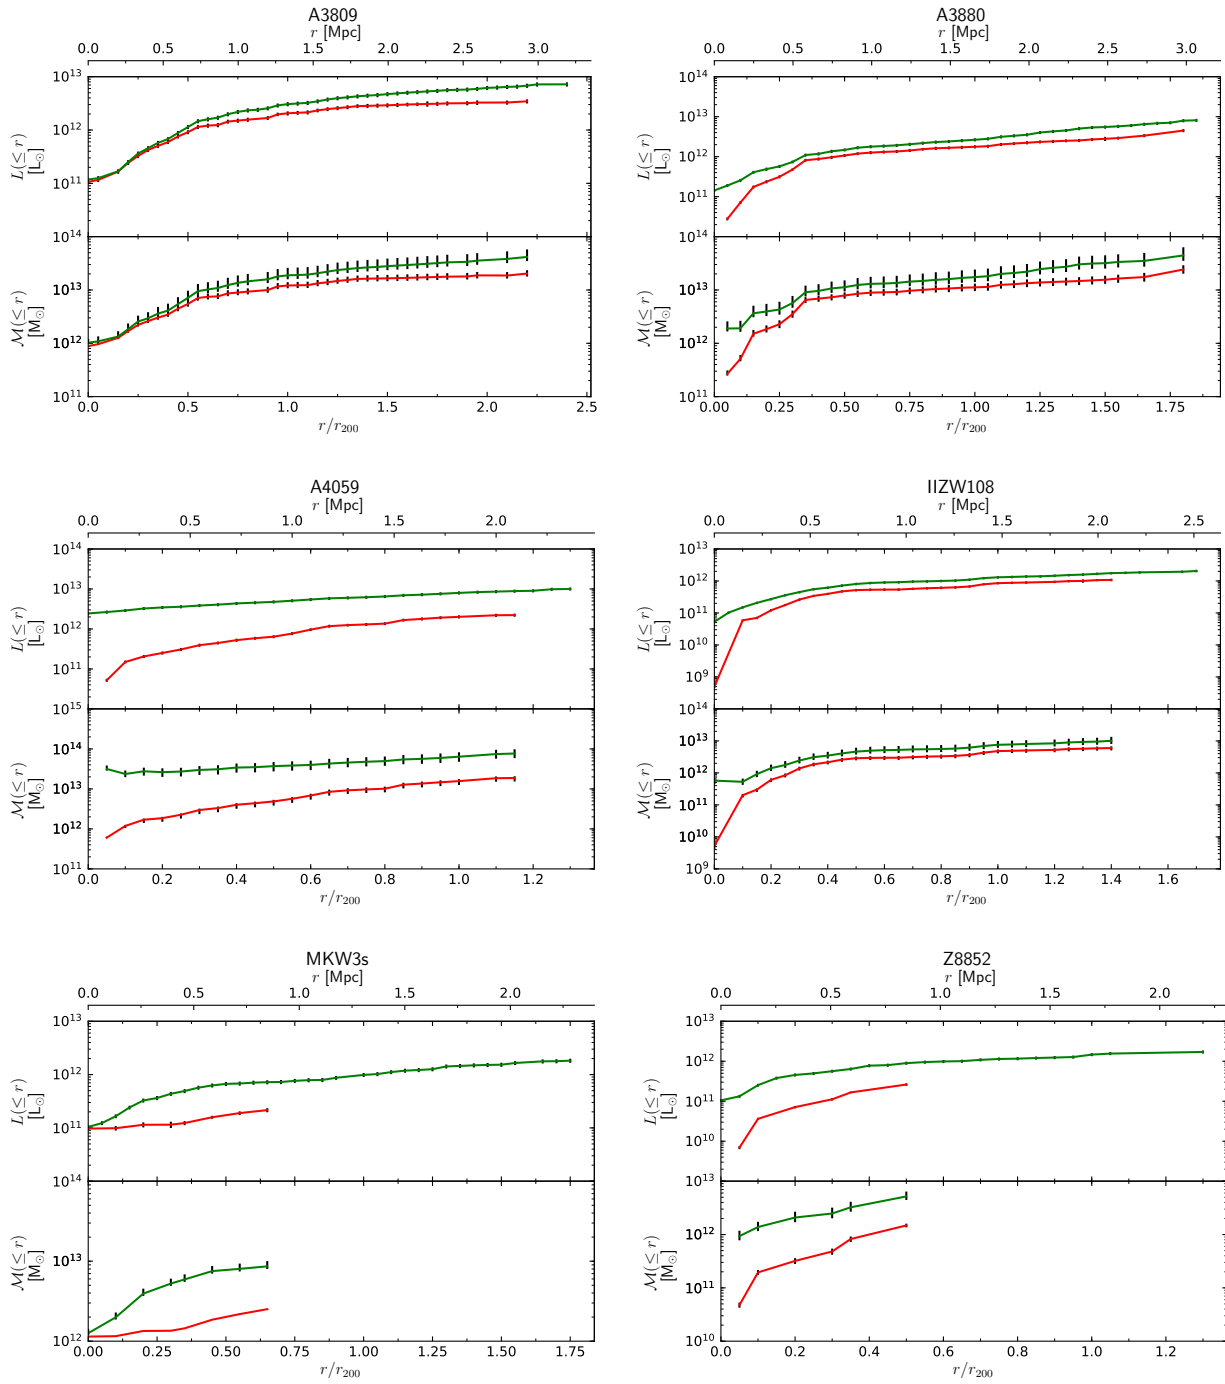 A3809
r [Mpc]
0.0 0.5 1.0 1.5 2.0 2.5 3.0
10^13
10^12
10^11
10^14
L(≤ r)
[L⊙]
10^13
10^12
10^11
M(≤ r)
[M⊙]
0.0 0.5 1.0 1.5 2.0 2.5
r/r200
A3880
r [Mpc]
0.0 0.5 1.0 1.5 2.0 2.5 3.0
10^14
10^13
10^12
10^11
10^14
L(≤ r)
[L⊙]
10^13
10^12
10^11
M(≤ r)
[M⊙]
0.00 0.25 0.50 0.75 1.00 1.25 1.50 1.75
r/r200
A4059
r [Mpc]
0.0 0.5 1.0 1.5 2.0
10^14
10^13
10^12
10^11
10^15
L(≤ r)
[L⊙]
10^14
10^13
10^12
10^11
M(≤ r)
[M⊙]
0.0 0.2 0.4 0.6 0.8 1.0 1.2
r/r200
IIZW108
r [Mpc]
0.0 0.5 1.0 1.5 2.0 2.5
10^13
10^12
10^11
10^10
10^9
10^14
L(≤ r)
[L⊙]
10^13
10^12
10^11
10^10
10^9
M(≤ r)
[M⊙]
0.0 0.2 0.4 0.6 0.8 1.0 1.2 1.4 1.6
r/r200
MKW3s
r [Mpc]
0.0 0.5 1.0 1.5 2.0
10^13
10^12
10^11
10^14
L(≤ r)
[L⊙]
10^13
10^12
M(≤ r)
[M⊙]
0.00 0.25 0.50 0.75 1.00 1.25 1.50 1.75
r/r200
Z8852
r [Mpc]
0.0 0.5 1.0 1.5 2.0
10^13
10^12
10^11
10^10
10^13
L(≤ r)
[L⊙]
10^12
10^11
10^10
M(≤ r)
[M⊙]
0.0 0.2 0.4 0.6 0.8 1.0 1.2
r/r200